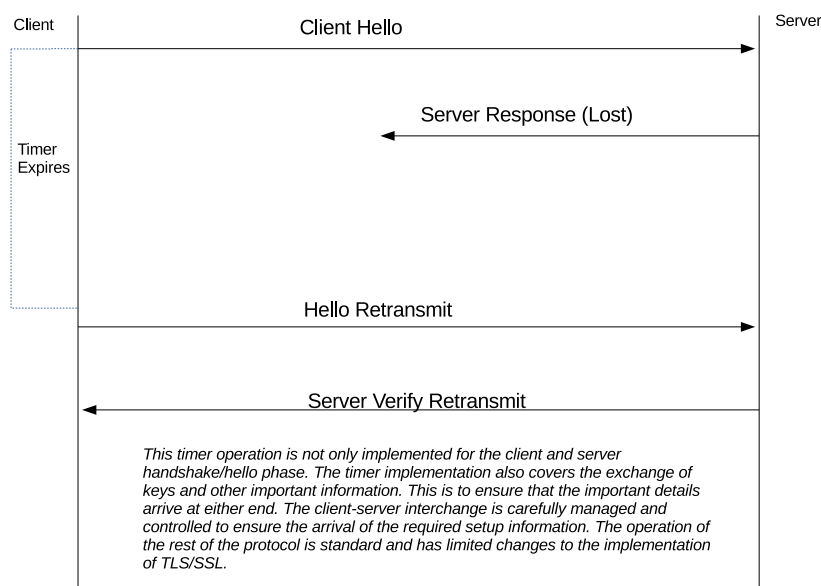 Client
Client Hello
Server
Server Response (Lost)
Timer
Expires
Hello Retransmit
Server Verify Retransmit
This timer operation is not only implemented for the client and server
handshake/hello phase. The timer implementation also covers the exchange of
keys and other important information. This is to ensure that the important details
arrive at either end. The client-server interchange is carefully managed and
controlled to ensure the arrival of the required setup information. The operation of
the rest of the protocol is standard and has limited changes to the implementation
of TLS/SSL.